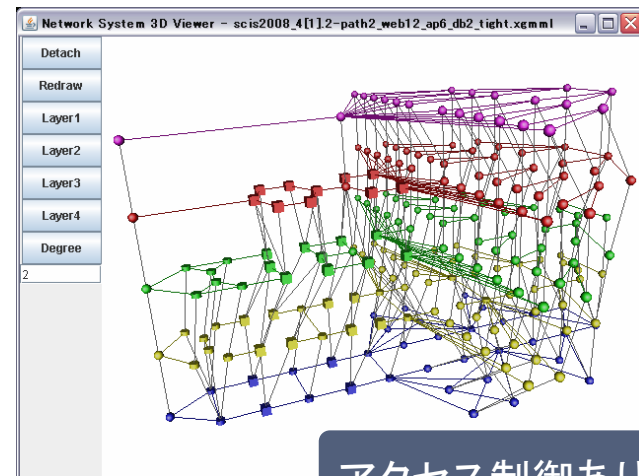 Network System 3D Viewer - scis2008_4[1].2-path2_web12_ap6_db2_tight.xgmml
Detach
Redraw
Layer1
Layer2
Layer3
Layer4
Degree
2
アクセス制御あり